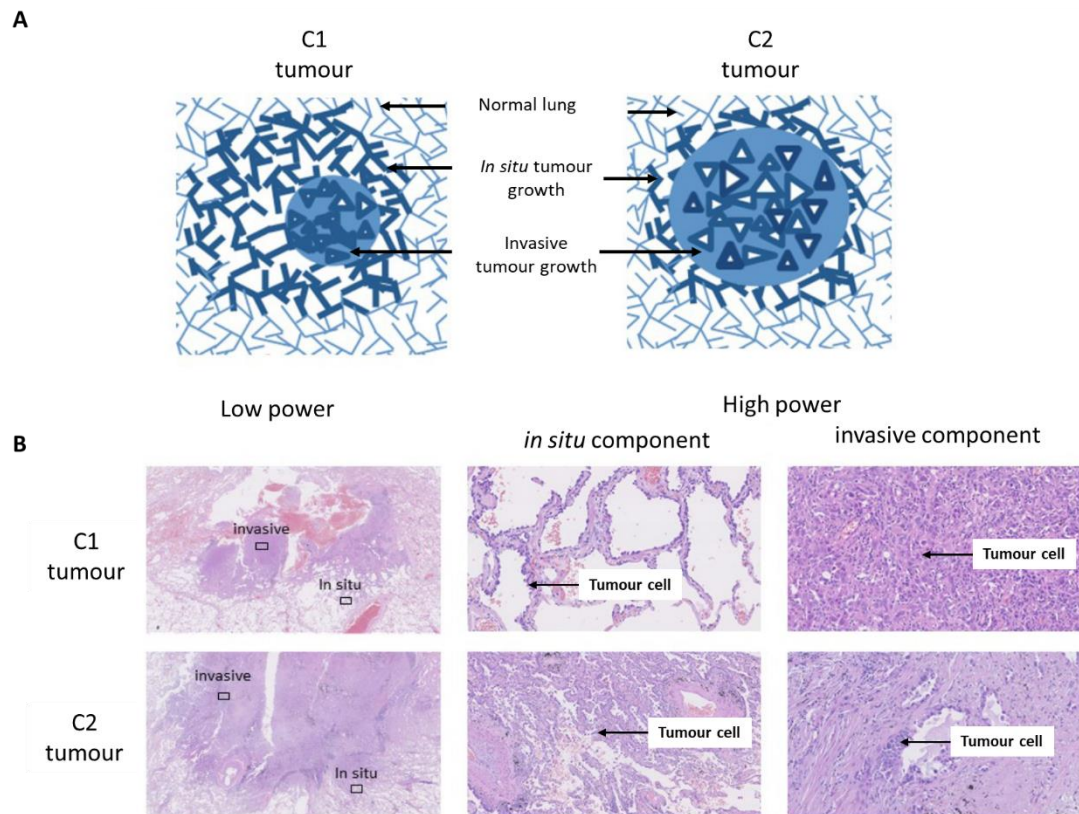 A
C1
tumour
C2
tumour
Normal lung
In situ tumour
growth
Invasive
tumour growth
Low power
High power
B
in situ component
invasive component
C1
tumour
invasive
In situ
Tumour cell
Tumour cell
C2
tumour
invasive
In situ
Tumour cell
Tumour cell